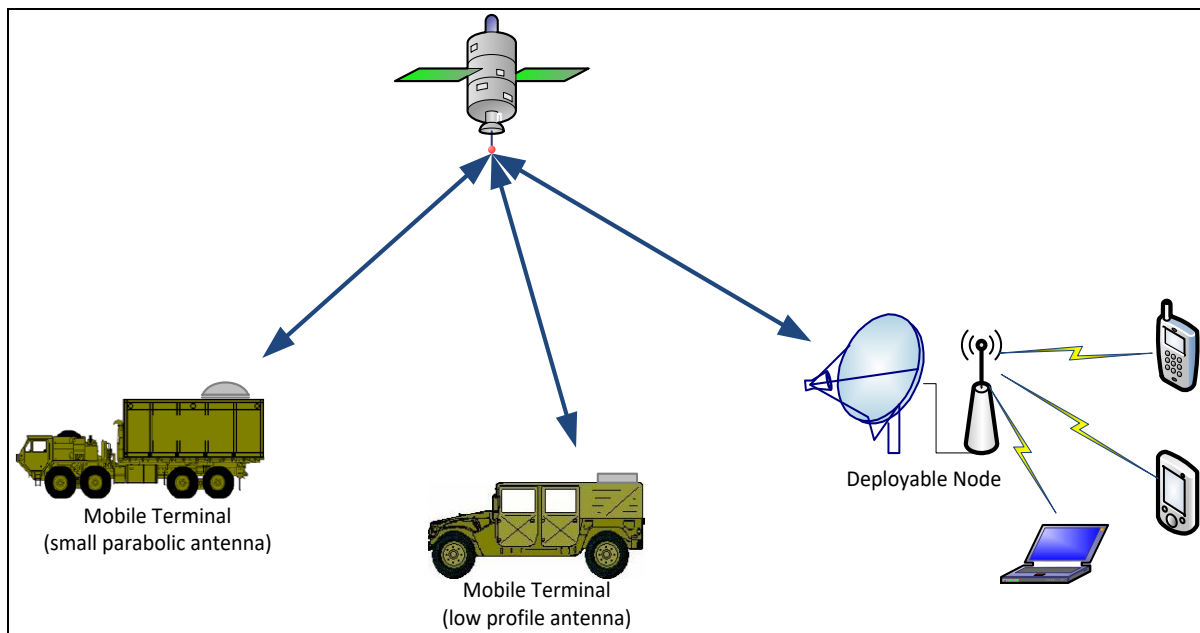 Deployable Node
Mobile Terminal
(small parabolic antenna)
Mobile Terminal
(low profile antenna)